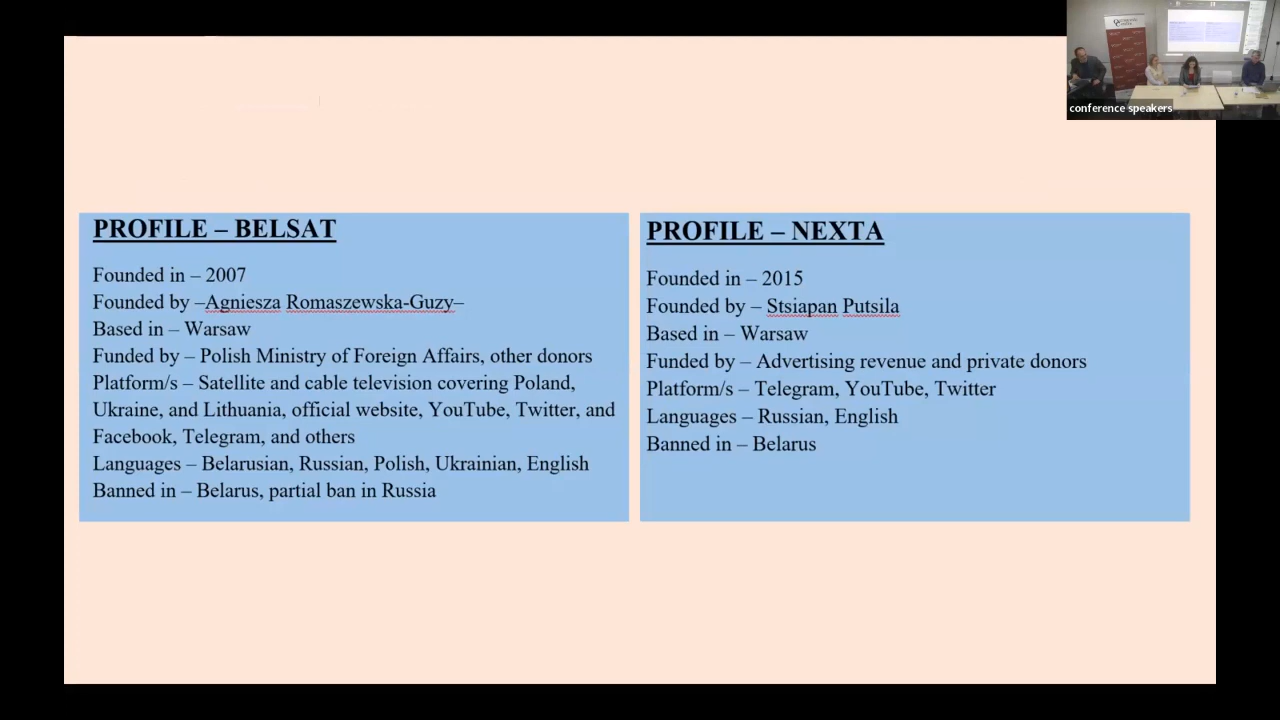 PROFILE – BELSAT
Founded in – 2007
Founded by –Agniesza Romaszewska-Guzy–
Based in – Warsaw
Funded by – Polish Ministry of Foreign Affairs, other donors
Platform/s – Satellite and cable television covering Poland,
Ukraine, and Lithuania, official website, YouTube, Twitter, and
Facebook, Telegram, and others
Languages – Belarusian, Russian, Polish, Ukrainian, English
Banned in – Belarus, partial ban in Russia
PROFILE – NEXTA
Founded in – 2015
Founded by – Stsiapan Putsila
Based in – Warsaw
Funded by – Advertising revenue and private donors
Platform/s – Telegram, YouTube, Twitter
Languages – Russian, English
Banned in – Belarus
conference speakers